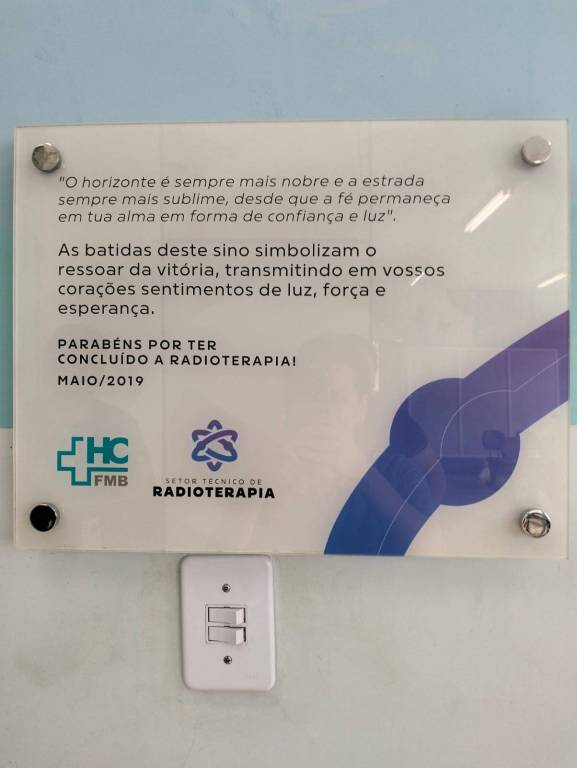 "O horizonte é sempre mais nobre e a estrada
sempre mais sublime, desde que a fé permaneça
em tua alma em forma de confiança e luz".
As batidas deste sino simbolizam o
ressoar da vitória, transmitindo em vossos
corações sentimentos de luz, força e
esperança.
PARABÉNS POR TER
CONCLUÍDO A RADIOTERAPIA!
MAIO/2019
HC
FMB
SETOR TÉCNICO DE
RADIOTERAPIA